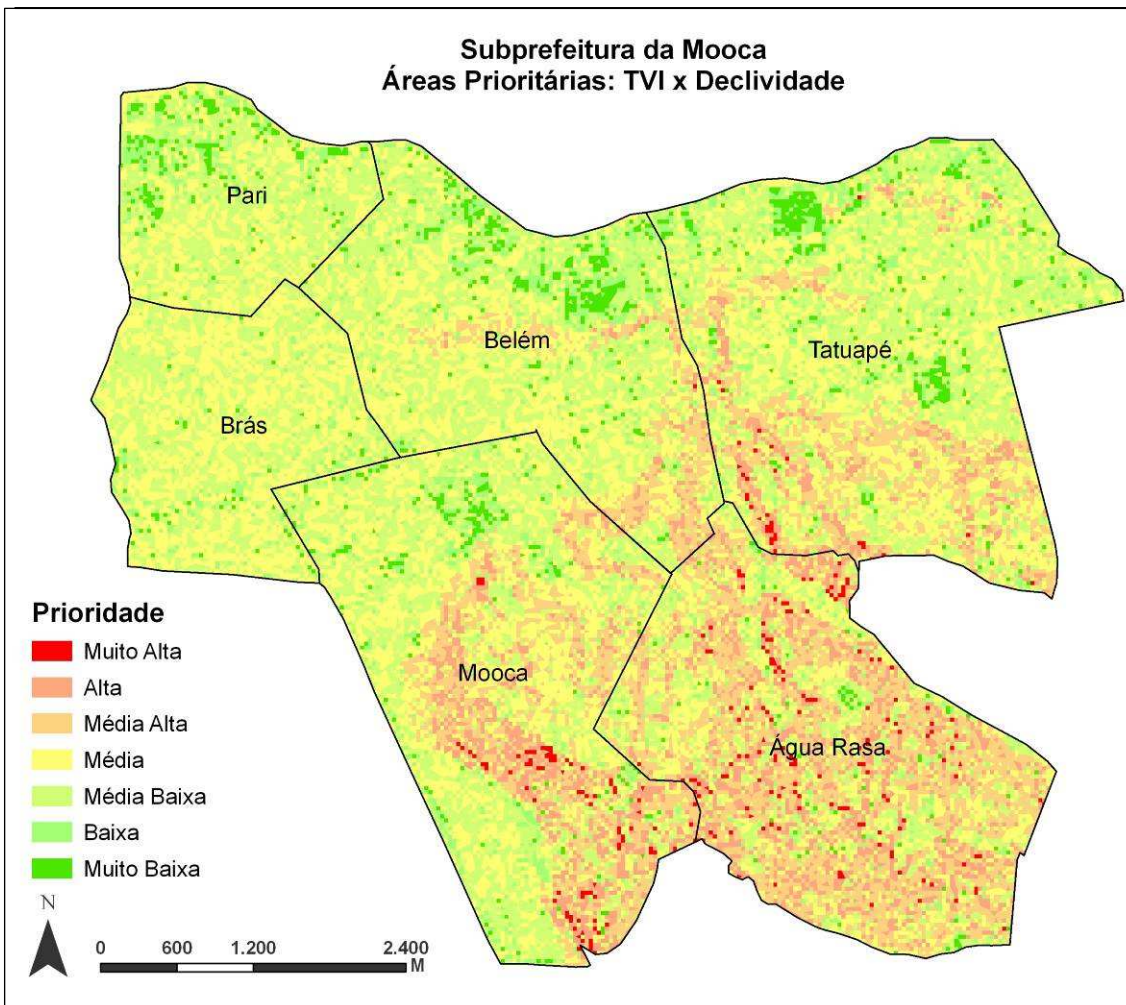 Subprefeitura da Mooca
Áreas Prioritárias: TVI x Declividade
Pari
Belém
Tatuapé
Brás
Mooca
Água Rasa
Prioridade
Muito Alta
Alta
Média Alta
Média
Média Baixa
Baixa
Muito Baixa
N
0 600 1.200 2.400
M